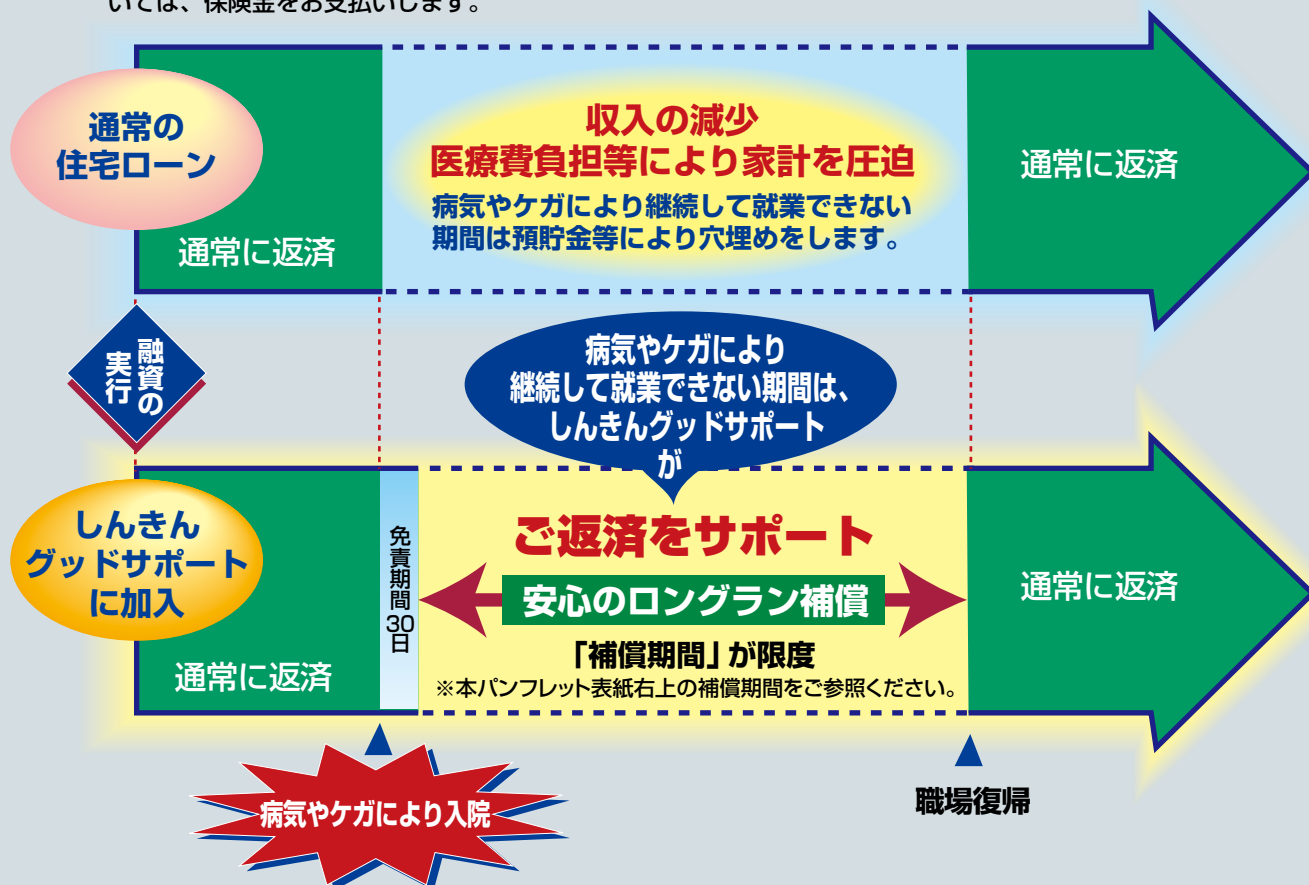 いては、保険金をお支払いします。
通常の
住宅ローン
通常に返済
収入の減少
医療費負担等により家計を圧迫
病気やケガにより継続して就業できない
期間は預貯金等により穴埋めをします。
通常に返済
融資の
実行
病気やケガにより
継続して就業できない期間は、
しんきんグッドサポート
が
しんきん
グッドサポート
に加入
通常に返済
免責期間30日
ご返済をサポート
安心のロングラン補償
「補償期間」が限度
※本パンフレット表紙右上の補償期間をご参照ください。
通常に返済
病気やケガにより入院
職場復帰